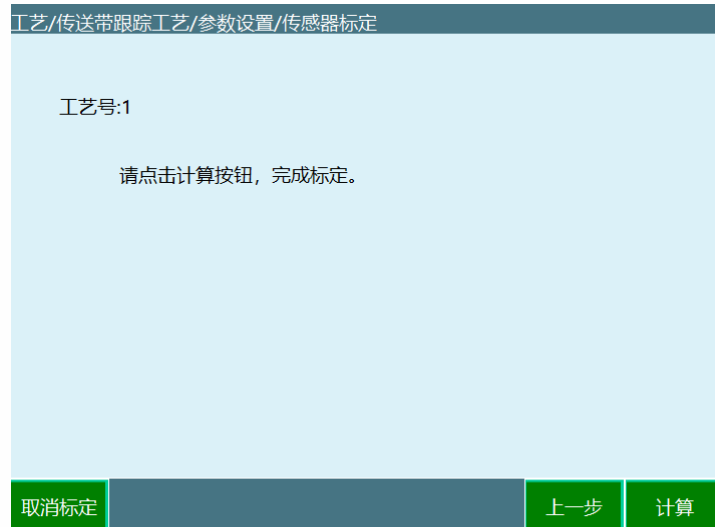 工艺/传送带跟踪工艺/参数设置/传感器标定
工艺号:1
请点击计算按钮，完成标定。
取消标定
上一步
计算